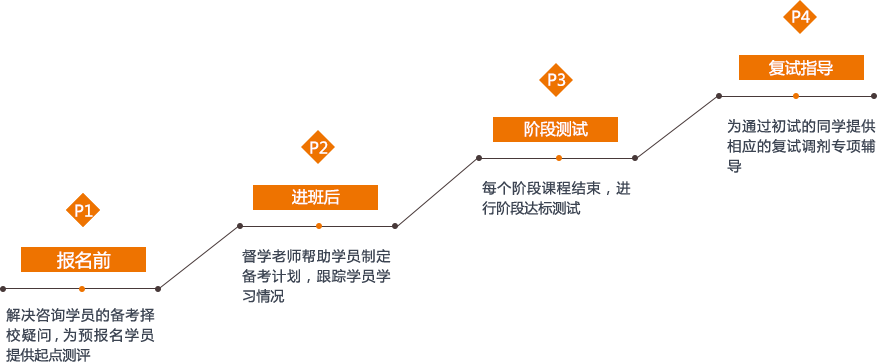 P1
报名前
解决咨询学员的备考择
校疑问，为预报名学员
提供起点测评
P2
进班后
督学老师帮助学员制定
备考计划，跟踪学员学
习情况
P3
阶段测试
每个阶段课程结束，进
行阶段达标测试
P4
复试指导
为通过初试的同学提供
相应的复试调剂专项辅
导